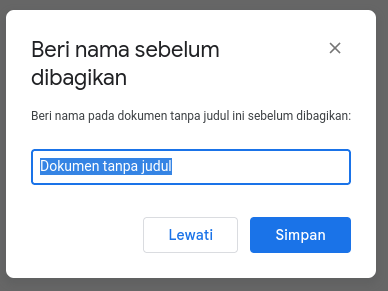 Beri nama sebelum
dibagikan
Beri nama pada dokumen tanpa judul ini sebelum dibagikan:
Dokumen tanpa judul
Lewati
Simpan